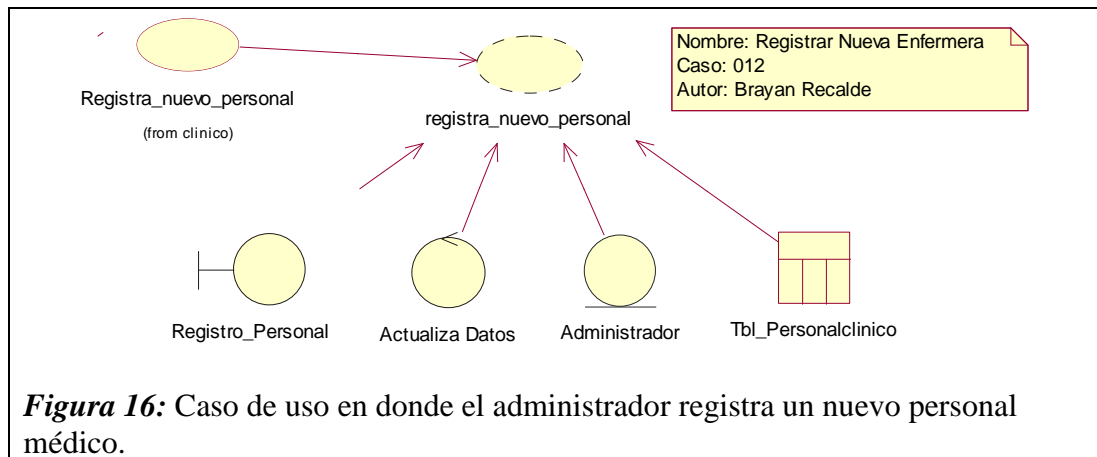 Nombre: Registrar Nueva Enfermera
Caso: 012
Autor: Brayan Recalde
Registra_nuevo_personal
(from clinico)
registra_nuevo_personal
Registro_Personal
Actualiza Datos
Administrador
Tbl_Personalclinico
Figura 16: Caso de uso en donde el administrador registra un nuevo personal
médico.